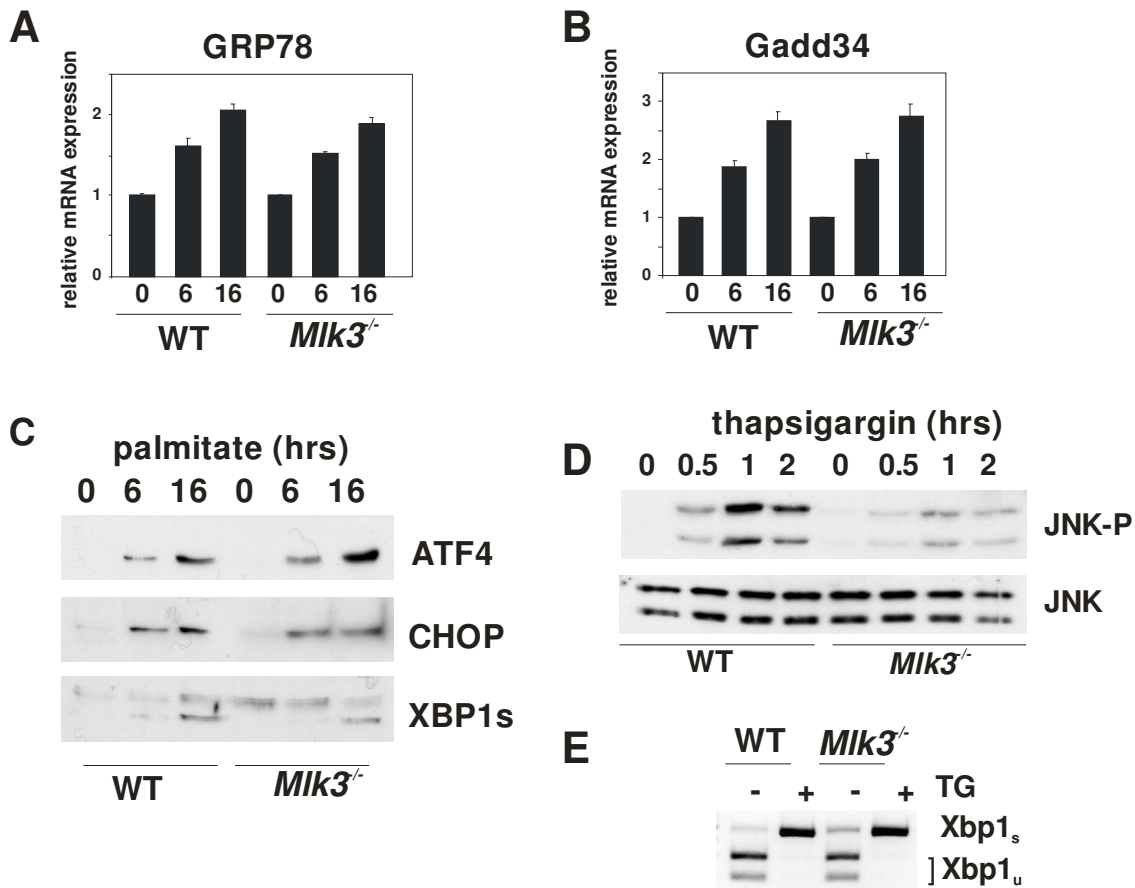 A
GRP78
relative mRNA expression
2
1
0
0 6 16 0 6 16
WT Mlk3-/-
B
Gadd34
relative mRNA expression
3
2
1
0
0 6 16 0 6 16
WT Mlk3-/-
C
palmitate (hrs)
0 6 16 0 6 16
ATF4
CHOP
XBP1s
WT Mlk3-/-
D
thapsigargin (hrs)
0 0.5 1 2 0 0.5 1 2
JNK-P
JNK
WT Mlk3-/-
E
WT Mlk3-/-
- + - + TG
Xbp1s
] Xbp1u